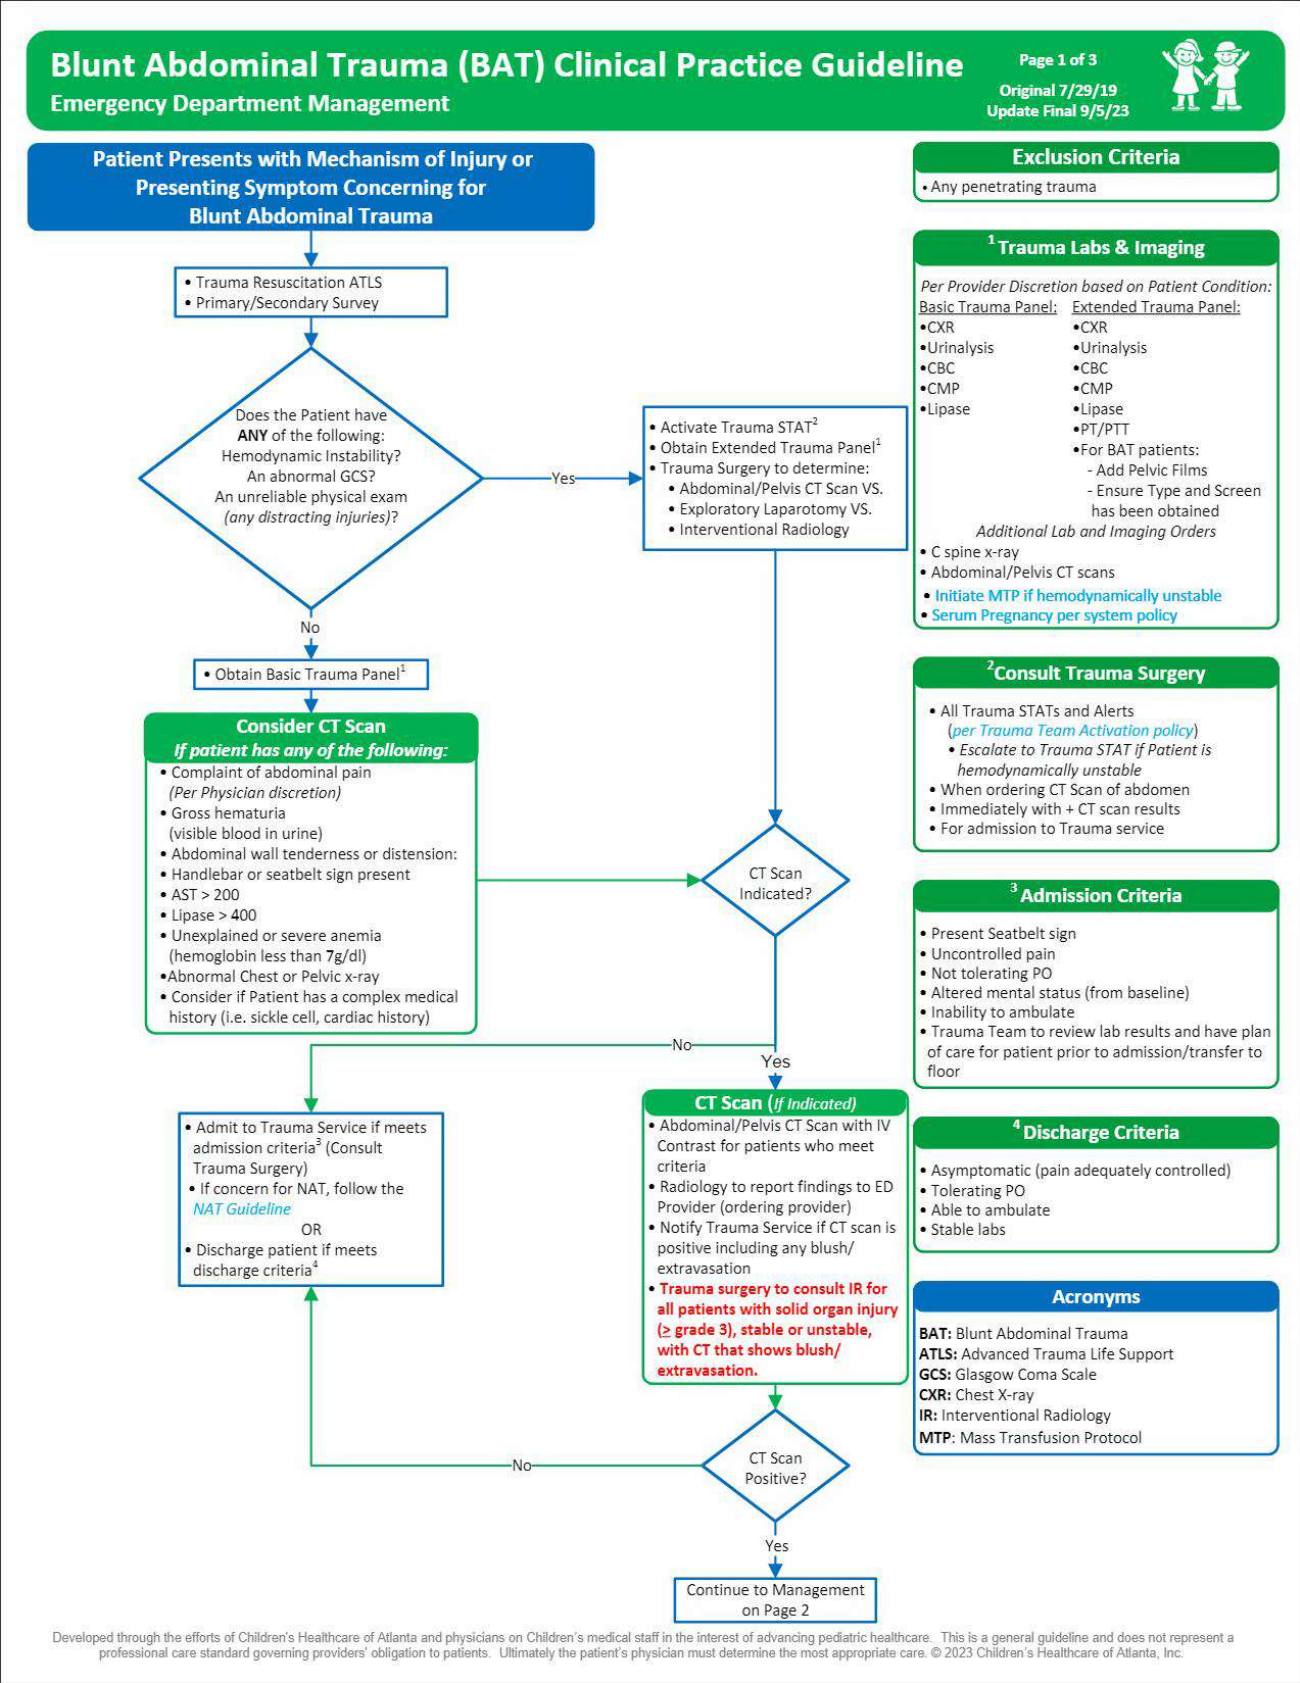 Blunt Abdominal Trauma (BAT) Clinical Practice Guideline
Emergency Department Management
Page 1 of 3
Original 7/29/19
Update Final 9/5/23
Patient Presents with Mechanism of Injury or
Presenting Symptom Concerning for
Blunt Abdominal Trauma
• Trauma Resuscitation ATLS
• Primary/Secondary Survey
Does the Patient have
ANY of the following:
Hemodynamic Instability?
An abnormal GCS?
An unreliable physical exam
(any distracting injuries)?
Yes
• Activate Trauma STAT²
• Obtain Extended Trauma Panel¹
• Trauma Surgery to determine:
• Abdominal/Pelvis CT Scan VS.
• Exploratory Laparotomy VS.
• Interventional Radiology
No
• Obtain Basic Trauma Panel¹
Consider CT Scan
If patient has any of the following:
• Complaint of abdominal pain
(Per Physician discretion)
• Gross hematuria
(visible blood in urine)
• Abdominal wall tenderness or distension:
• Handlebar or seatbelt sign present
• AST > 200
• Lipase > 400
• Unexplained or severe anemia
(hemoglobin less than 7g/dl)
•Abnormal Chest or Pelvic x-ray
• Consider if Patient has a complex medical
history (i.e. sickle cell, cardiac history)
CT Scan
Indicated?
No
Yes
• Admit to Trauma Service if meets
admission criteria³ (Consult
Trauma Surgery)
• If concern for NAT, follow the
NAT Guideline
OR
• Discharge patient if meets
discharge criteria⁴
CT Scan (If Indicated)
• Abdominal/Pelvis CT Scan with IV
Contrast for patients who meet
criteria
• Radiology to report findings to ED
Provider (ordering provider)
• Notify Trauma Service if CT scan is
positive including any blush/
extravasation
• Trauma surgery to consult IR for
all patients with solid organ injury
(≥ grade 3), stable or unstable,
with CT that shows blush/
extravasation.
CT Scan
Positive?
No
Yes
Continue to Management
on Page 2
Exclusion Criteria
• Any penetrating trauma
¹ Trauma Labs & Imaging
Per Provider Discretion based on Patient Condition:
Basic Trauma Panel:
•CXR
•Urinalysis
•CBC
•CMP
•Lipase
Extended Trauma Panel:
•CXR
•Urinalysis
•CBC
•CMP
•Lipase
•PT/PTT
•For BAT patients:
- Add Pelvic Films
- Ensure Type and Screen
has been obtained
Additional Lab and Imaging Orders
• C spine x-ray
• Abdominal/Pelvis CT scans
• Initiate MTP if hemodynamically unstable
• Serum Pregnancy per system policy
²Consult Trauma Surgery
• All Trauma STATs and Alerts
(per Trauma Team Activation policy)
• Escalate to Trauma STAT if Patient is
hemodynamically unstable
• When ordering CT Scan of abdomen
• Immediately with + CT scan results
• For admission to Trauma service
³ Admission Criteria
• Present Seatbelt sign
• Uncontrolled pain
• Not tolerating PO
• Altered mental status (from baseline)
• Inability to ambulate
• Trauma Team to review lab results and have plan
of care for patient prior to admission/transfer to
floor
⁴ Discharge Criteria
• Asymptomatic (pain adequately controlled)
• Tolerating PO
• Able to ambulate
• Stable labs
Acronyms
BAT: Blunt Abdominal Trauma
ATLS: Advanced Trauma Life Support
GCS: Glasgow Coma Scale
CXR: Chest X-ray
IR: Interventional Radiology
MTP: Mass Transfusion Protocol
Developed through the efforts of Children's Healthcare of Atlanta and physicians on Children's medical staff in the interest of advancing pediatric healthcare. This is a general guideline and does not represent a
professional care standard governing providers' obligation to patients. Ultimately the patient's physician must determine the most appropriate care. © 2023 Children's Healthcare of Atlanta, Inc.